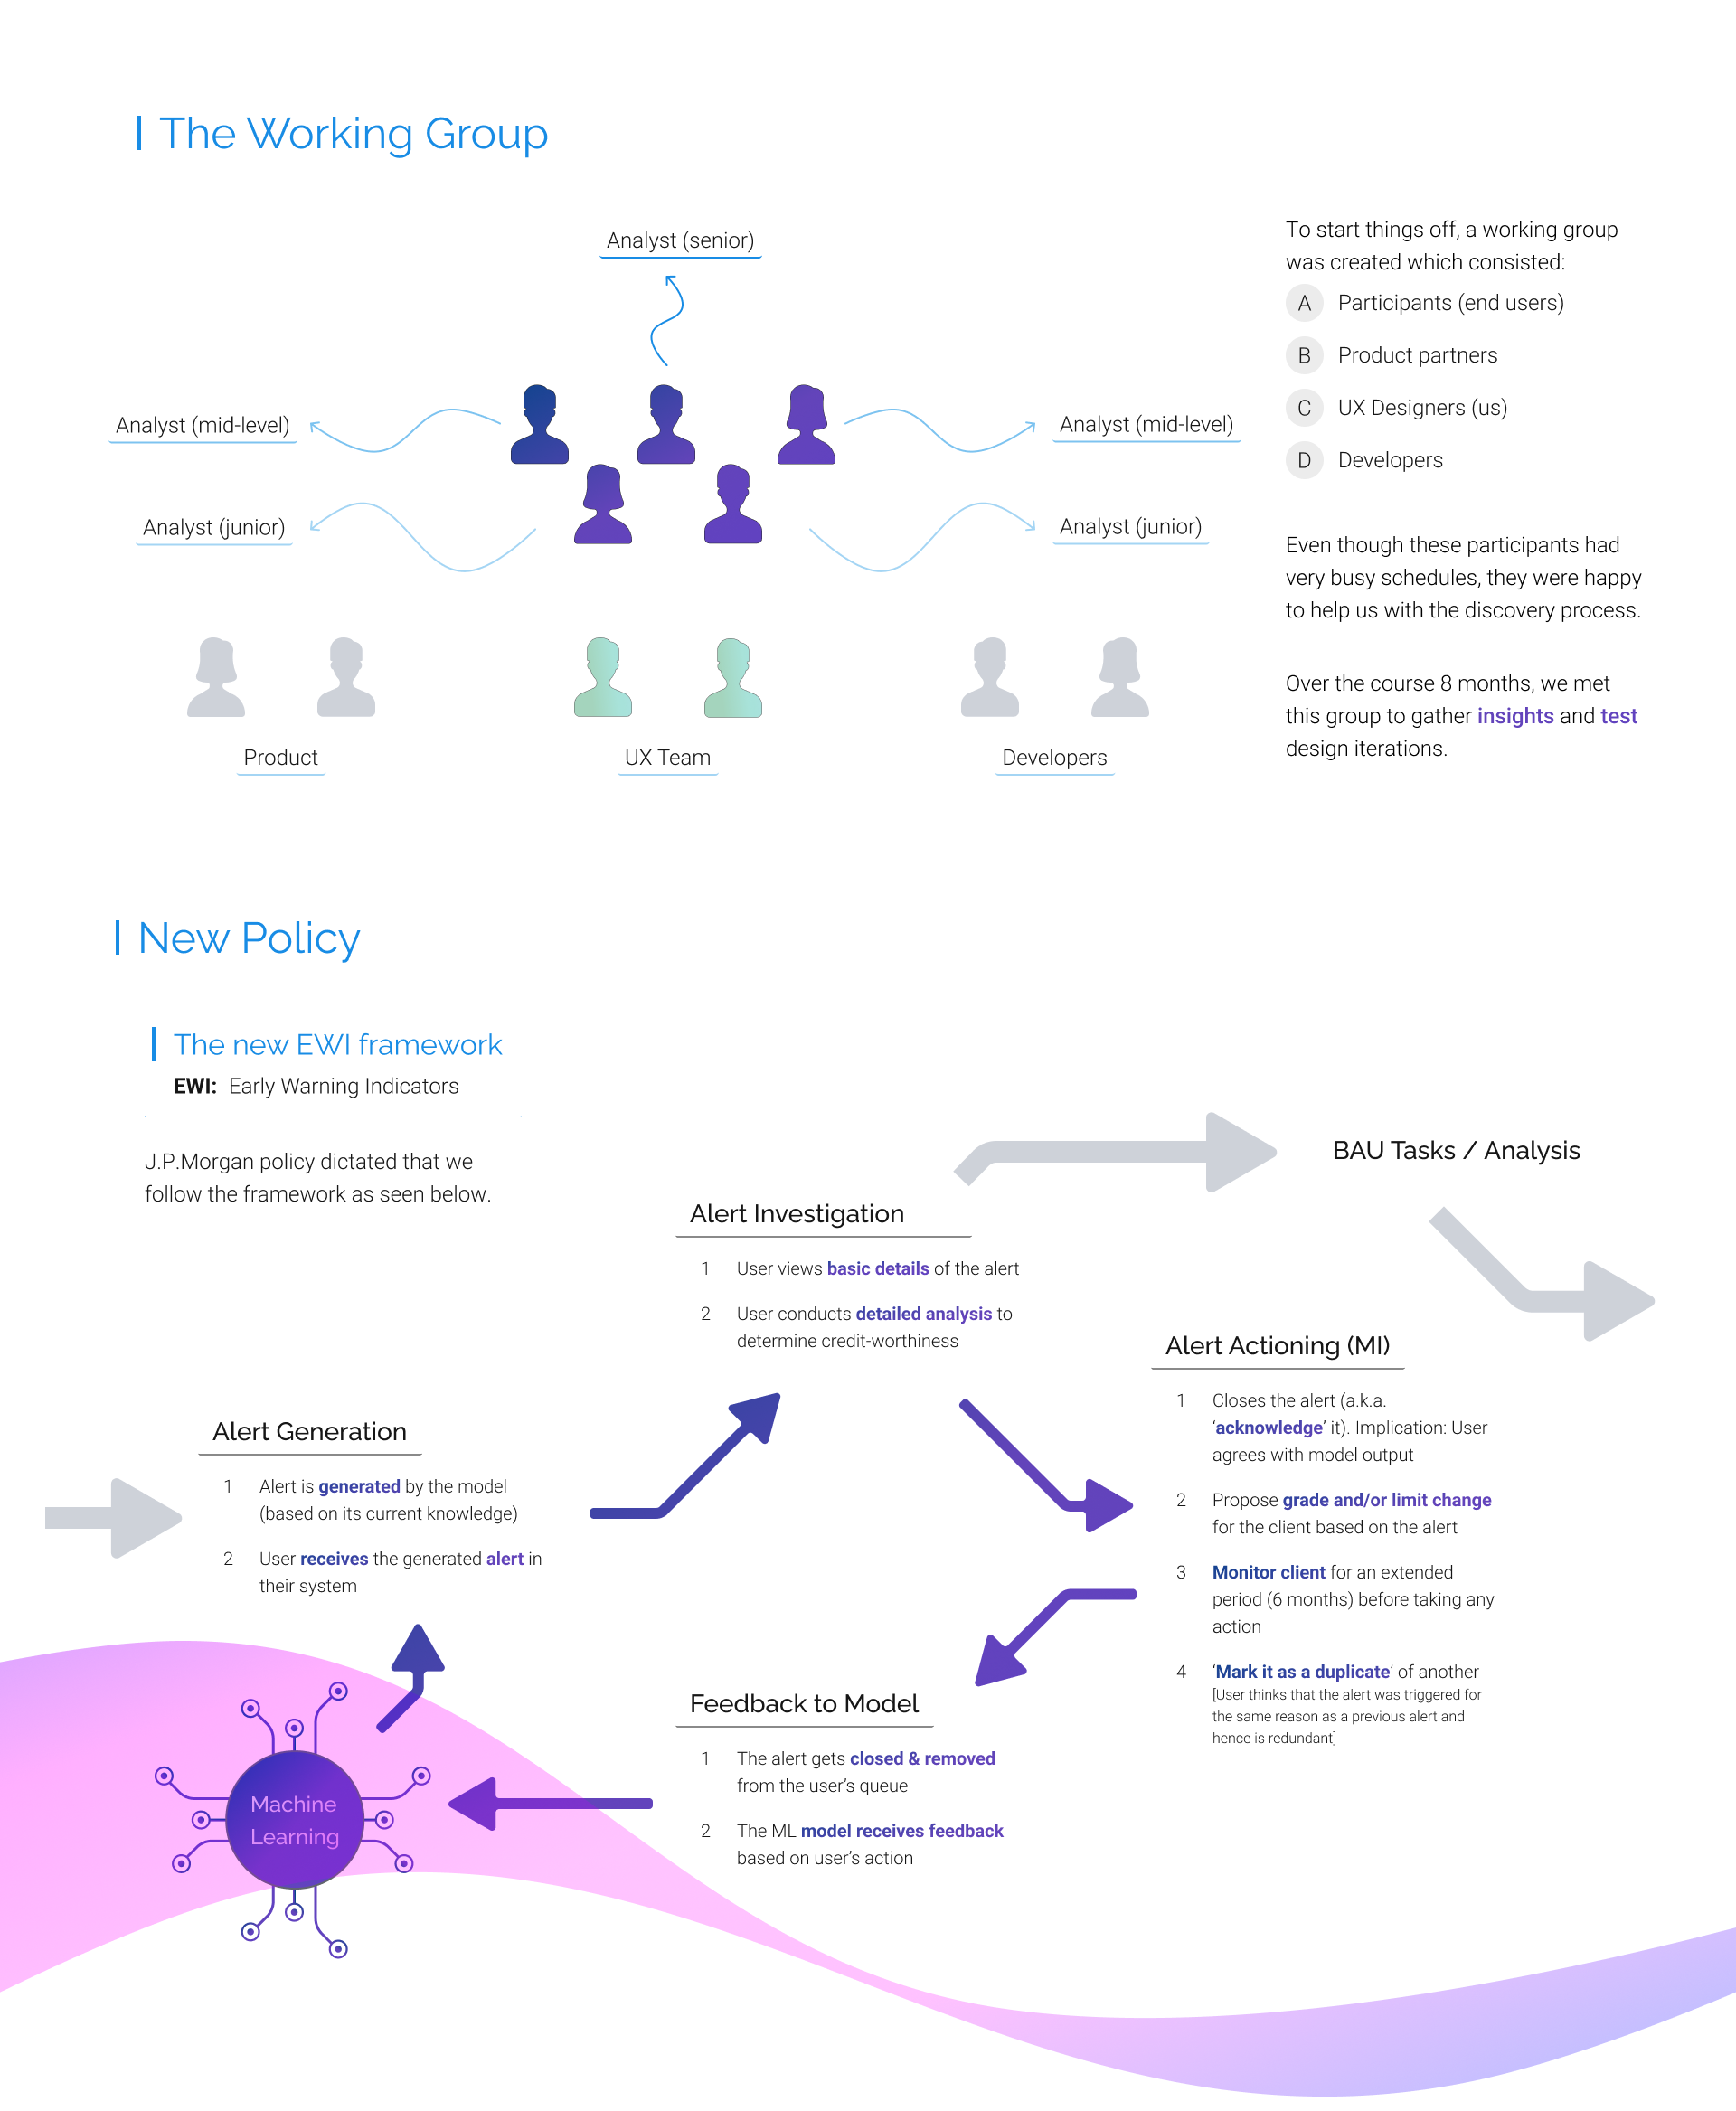 The Working Group
Analyst (senior)
Analyst (mid-level)
Analyst (mid-level)
Analyst (junior)
Analyst (junior)
Product
UX Team
Developers
To start things off, a working group
was created which consisted:
A Participants (end users)
B Product partners
C UX Designers (us)
D Developers
Even though these participants had
very busy schedules, they were happy
to help us with the discovery process.
Over the course 8 months, we met
this group to gather insights and test
design iterations.
New Policy
The new EWI framework
EWI: Early Warning Indicators
J.P.Morgan policy dictated that we
follow the framework as seen below.
Alert Generation
1 Alert is generated by the model
(based on its current knowledge)
2 User receives the generated alert in
their system
Alert Investigation
1 User views basic details of the alert
2 User conducts detailed analysis to
determine credit-worthiness
BAU Tasks / Analysis
Alert Actioning (MI)
1 Closes the alert (a.k.a.
‘acknowledge’ it). Implication: User
agrees with model output
2 Propose grade and/or limit change
for the client based on the alert
3 Monitor client for an extended
period (6 months) before taking any
action
4 ‘Mark it as a duplicate’ of another
[User thinks that the alert was triggered for
the same reason as a previous alert and
hence is redundant]
Feedback to Model
1 The alert gets closed & removed
from the user’s queue
2 The ML model receives feedback
based on user’s action
Machine
Learning